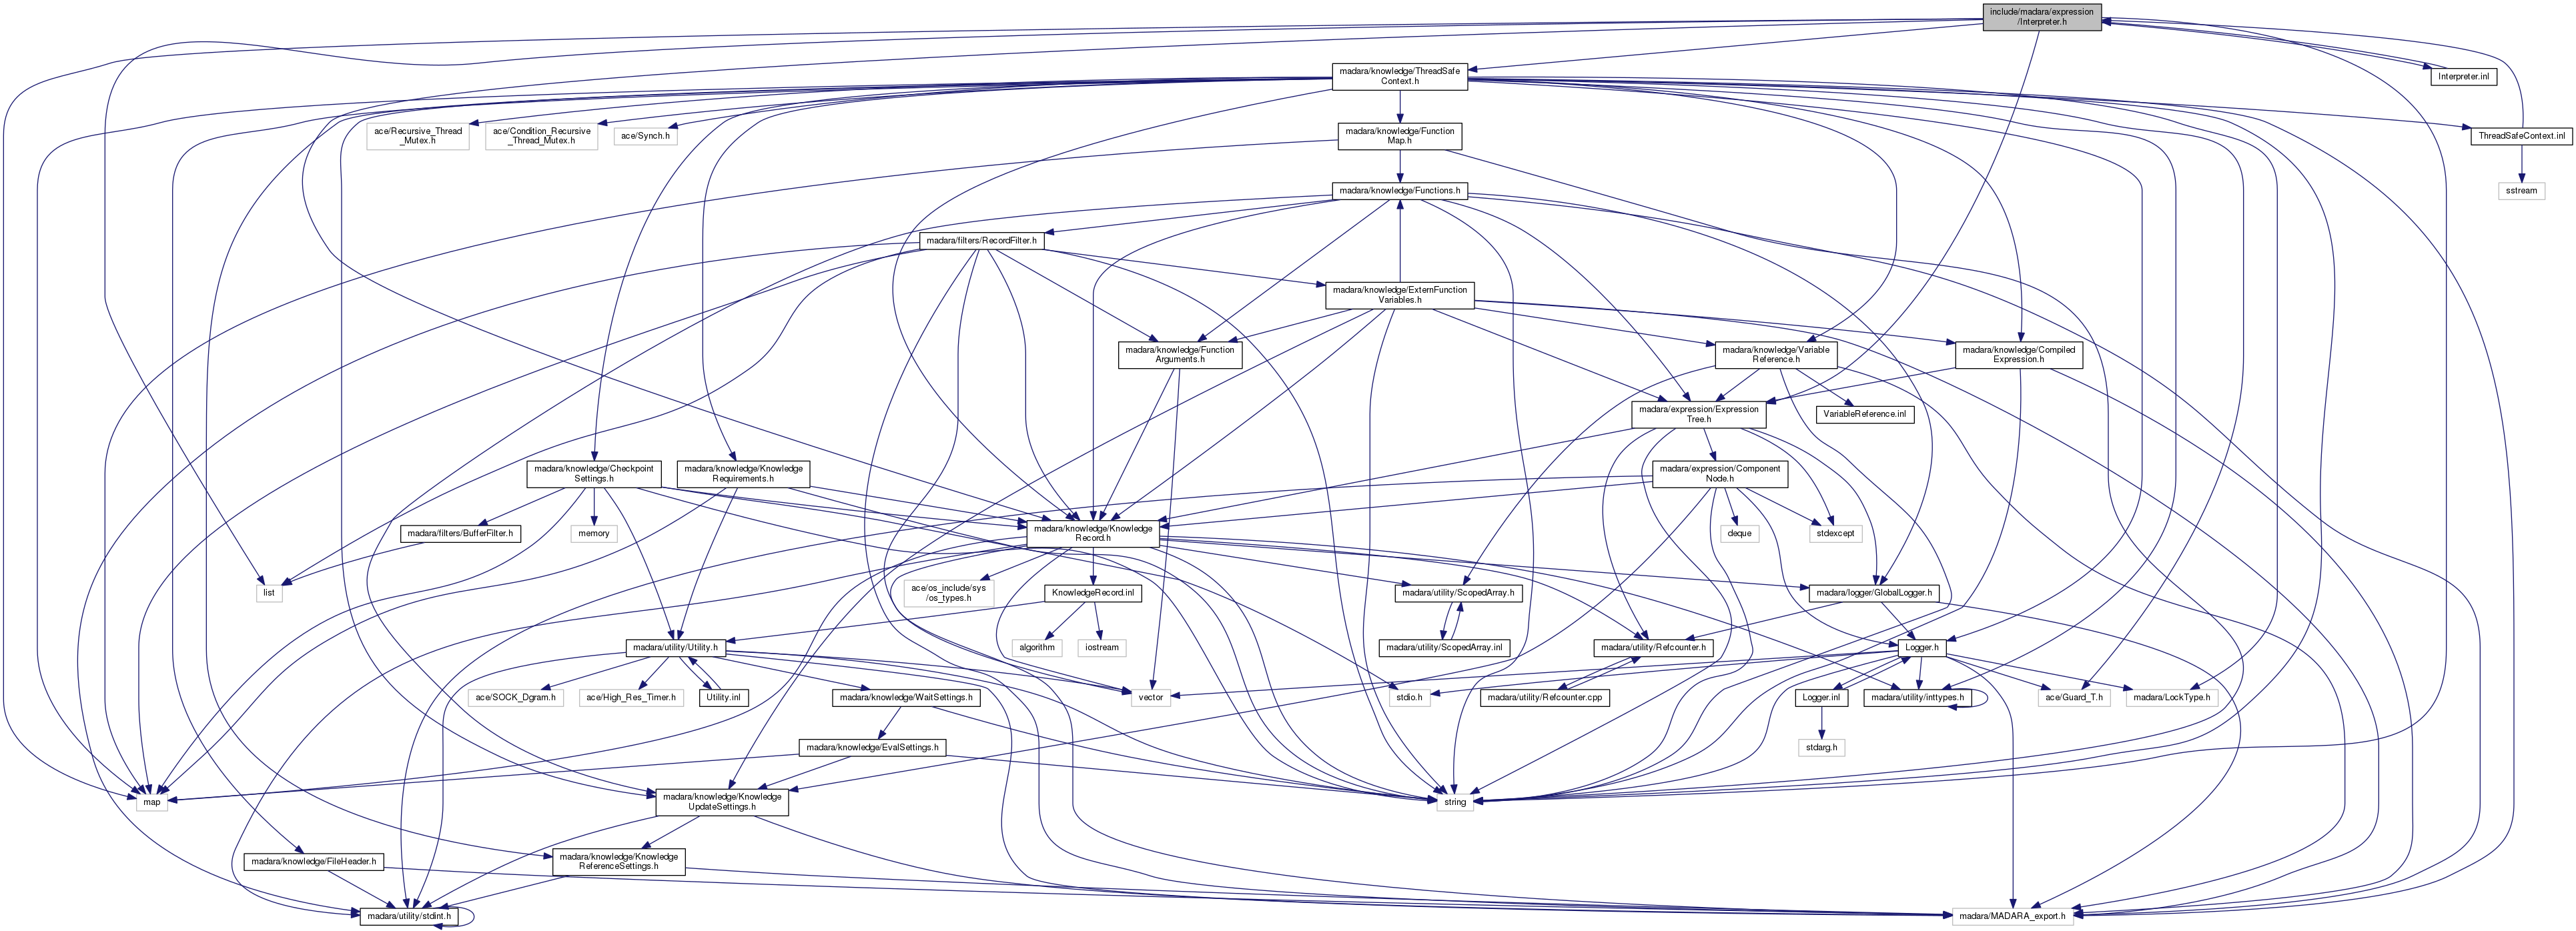 include/madara/expression
/Interpreter.h
madara/knowledge/ThreadSafe
Context.h
Interpreter.inl
ace/Recursive_Thread
_Mutex.h
ace/Condition_Recursive
_Thread_Mutex.h
ace/Synch.h
madara/knowledge/Function
Map.h
ThreadSafeContext.inl
madara/knowledge/Functions.h
sstream
madara/filters/RecordFilter.h
madara/knowledge/ExternFunction
Variables.h
madara/knowledge/Function
Arguments.h
madara/knowledge/Variable
Reference.h
madara/knowledge/Compiled
Expression.h
madara/expression/Expression
Tree.h
VariableReference.inl
madara/knowledge/Checkpoint
Settings.h
madara/knowledge/Knowledge
Requirements.h
madara/expression/Component
Node.h
madara/filters/BufferFilter.h
memory
madara/knowledge/Knowledge
Record.h
deque
stdexcept
list
ace/os_include/sys
/os_types.h
KnowledgeRecord.inl
madara/utility/ScopedArray.h
madara/logger/GlobalLogger.h
madara/utility/Utility.h
algorithm
iostream
madara/utility/ScopedArray.inl
madara/utility/Refcounter.h
Logger.h
ace/SOCK_Dgram.h
ace/High_Res_Timer.h
Utility.inl
madara/knowledge/WaitSettings.h
vector
stdio.h
madara/utility/Refcounter.cpp
Logger.inl
madara/utility/inttypes.h
ace/Guard_T.h
madara/LockType.h
madara/knowledge/EvalSettings.h
stdarg.h
map
madara/knowledge/Knowledge
UpdateSettings.h
string
madara/knowledge/FileHeader.h
madara/knowledge/Knowledge
ReferenceSettings.h
madara/utility/stdint.h
madara/MADARA_export.h